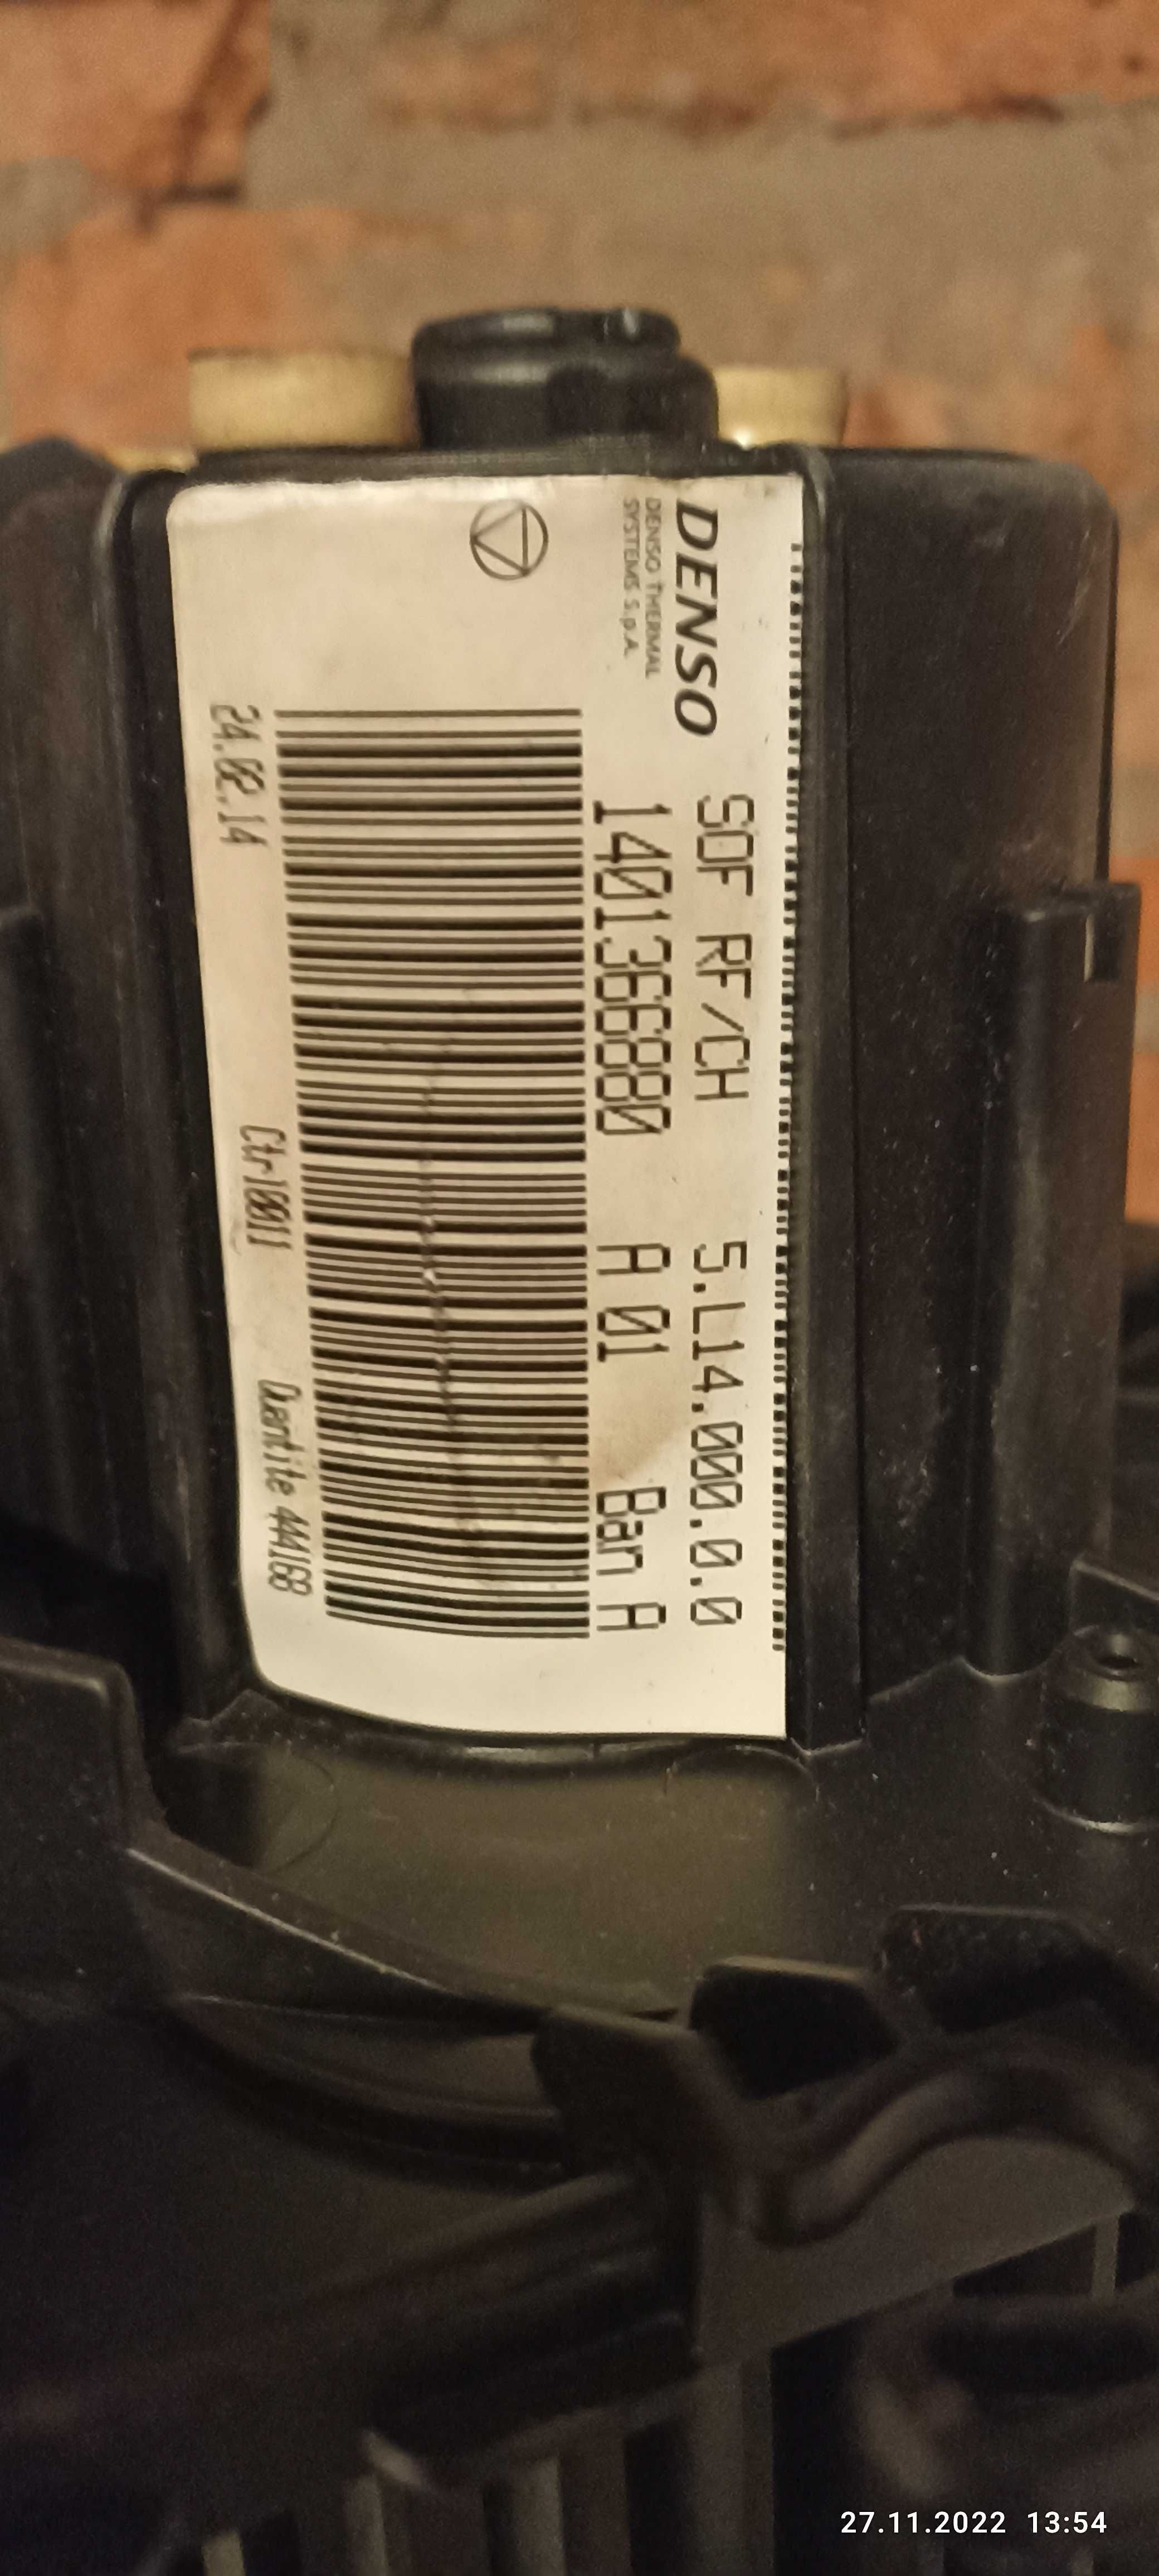 DENSO
DENSO THERMAL
SYSTEMS S.p.A.
SOF RF/CH 5.L14.000.0.0
1401366880 A 01 Ban A
24.02.14 Ctrl0011 Quantite 444168
27.11.2022 13:54